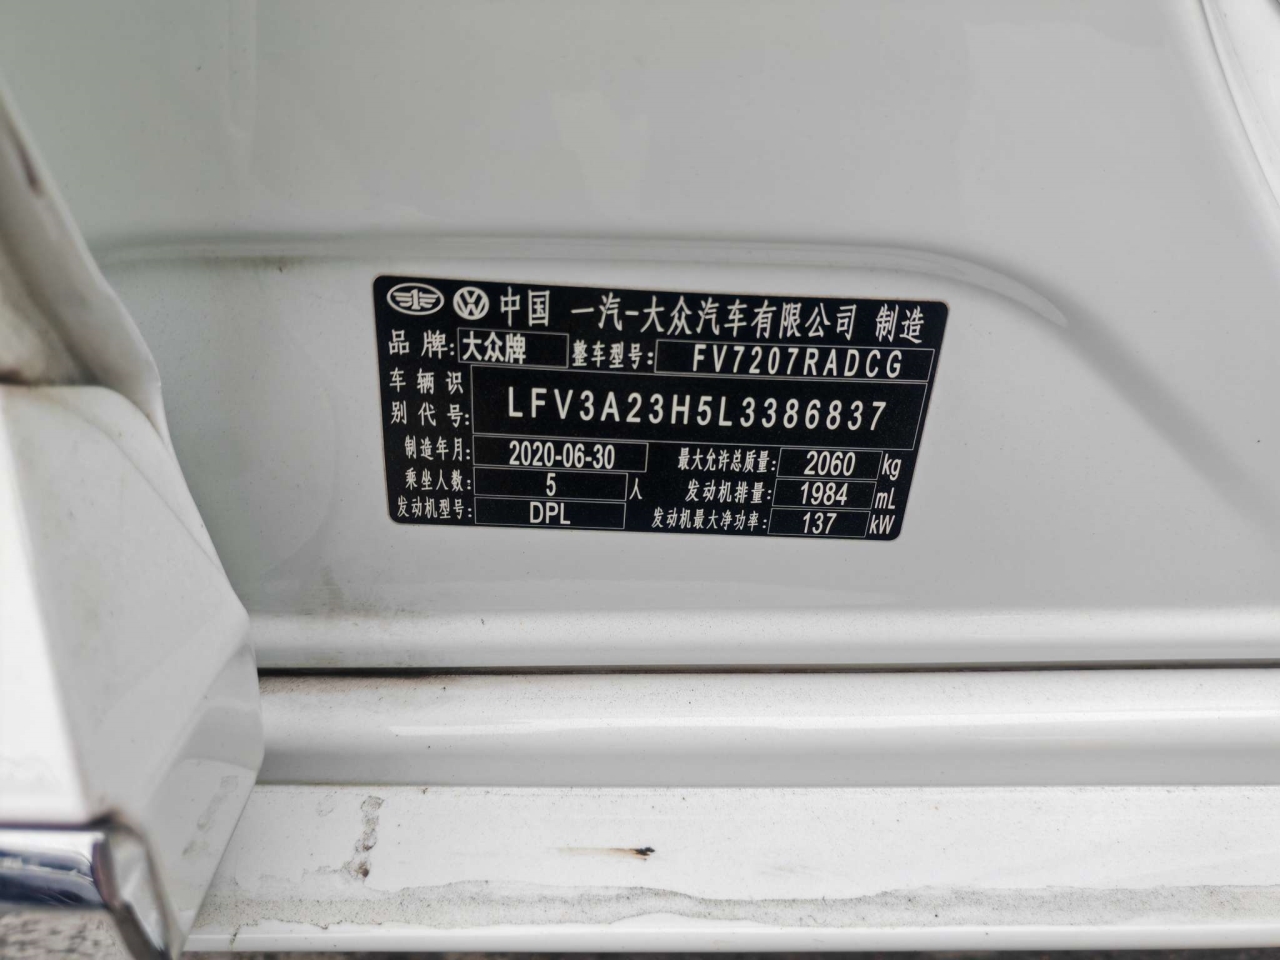 中国 一汽-大众汽车有限公司 制造
品牌: 大众牌 整车型号: FV7207RADCG
车辆识别代号: LFV3A23H5L3386837
制造年月: 2020-06-30 最大允许总质量: 2060 kg
乘坐人数: 5 人 发动机排量: 1984 mL
发动机型号: DPL 发动机最大净功率: 137 kW